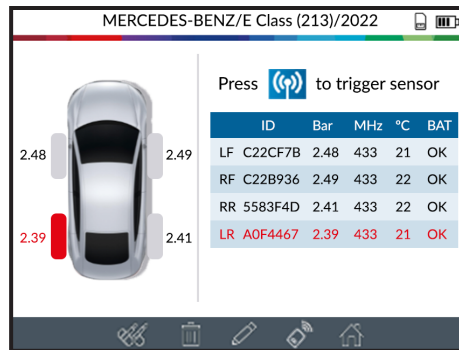 MERCEDES-BENZ/E Class (213)/2022
Press to trigger sensor
ID Bar MHz °C BAT
LF C22CF7B 2.48 433 21 OK
RF C22B936 2.49 433 22 OK
RR 5583F4D 2.41 433 22 OK
LR A0F4467 2.39 433 21 OK
2.48 2.49
2.39 2.41